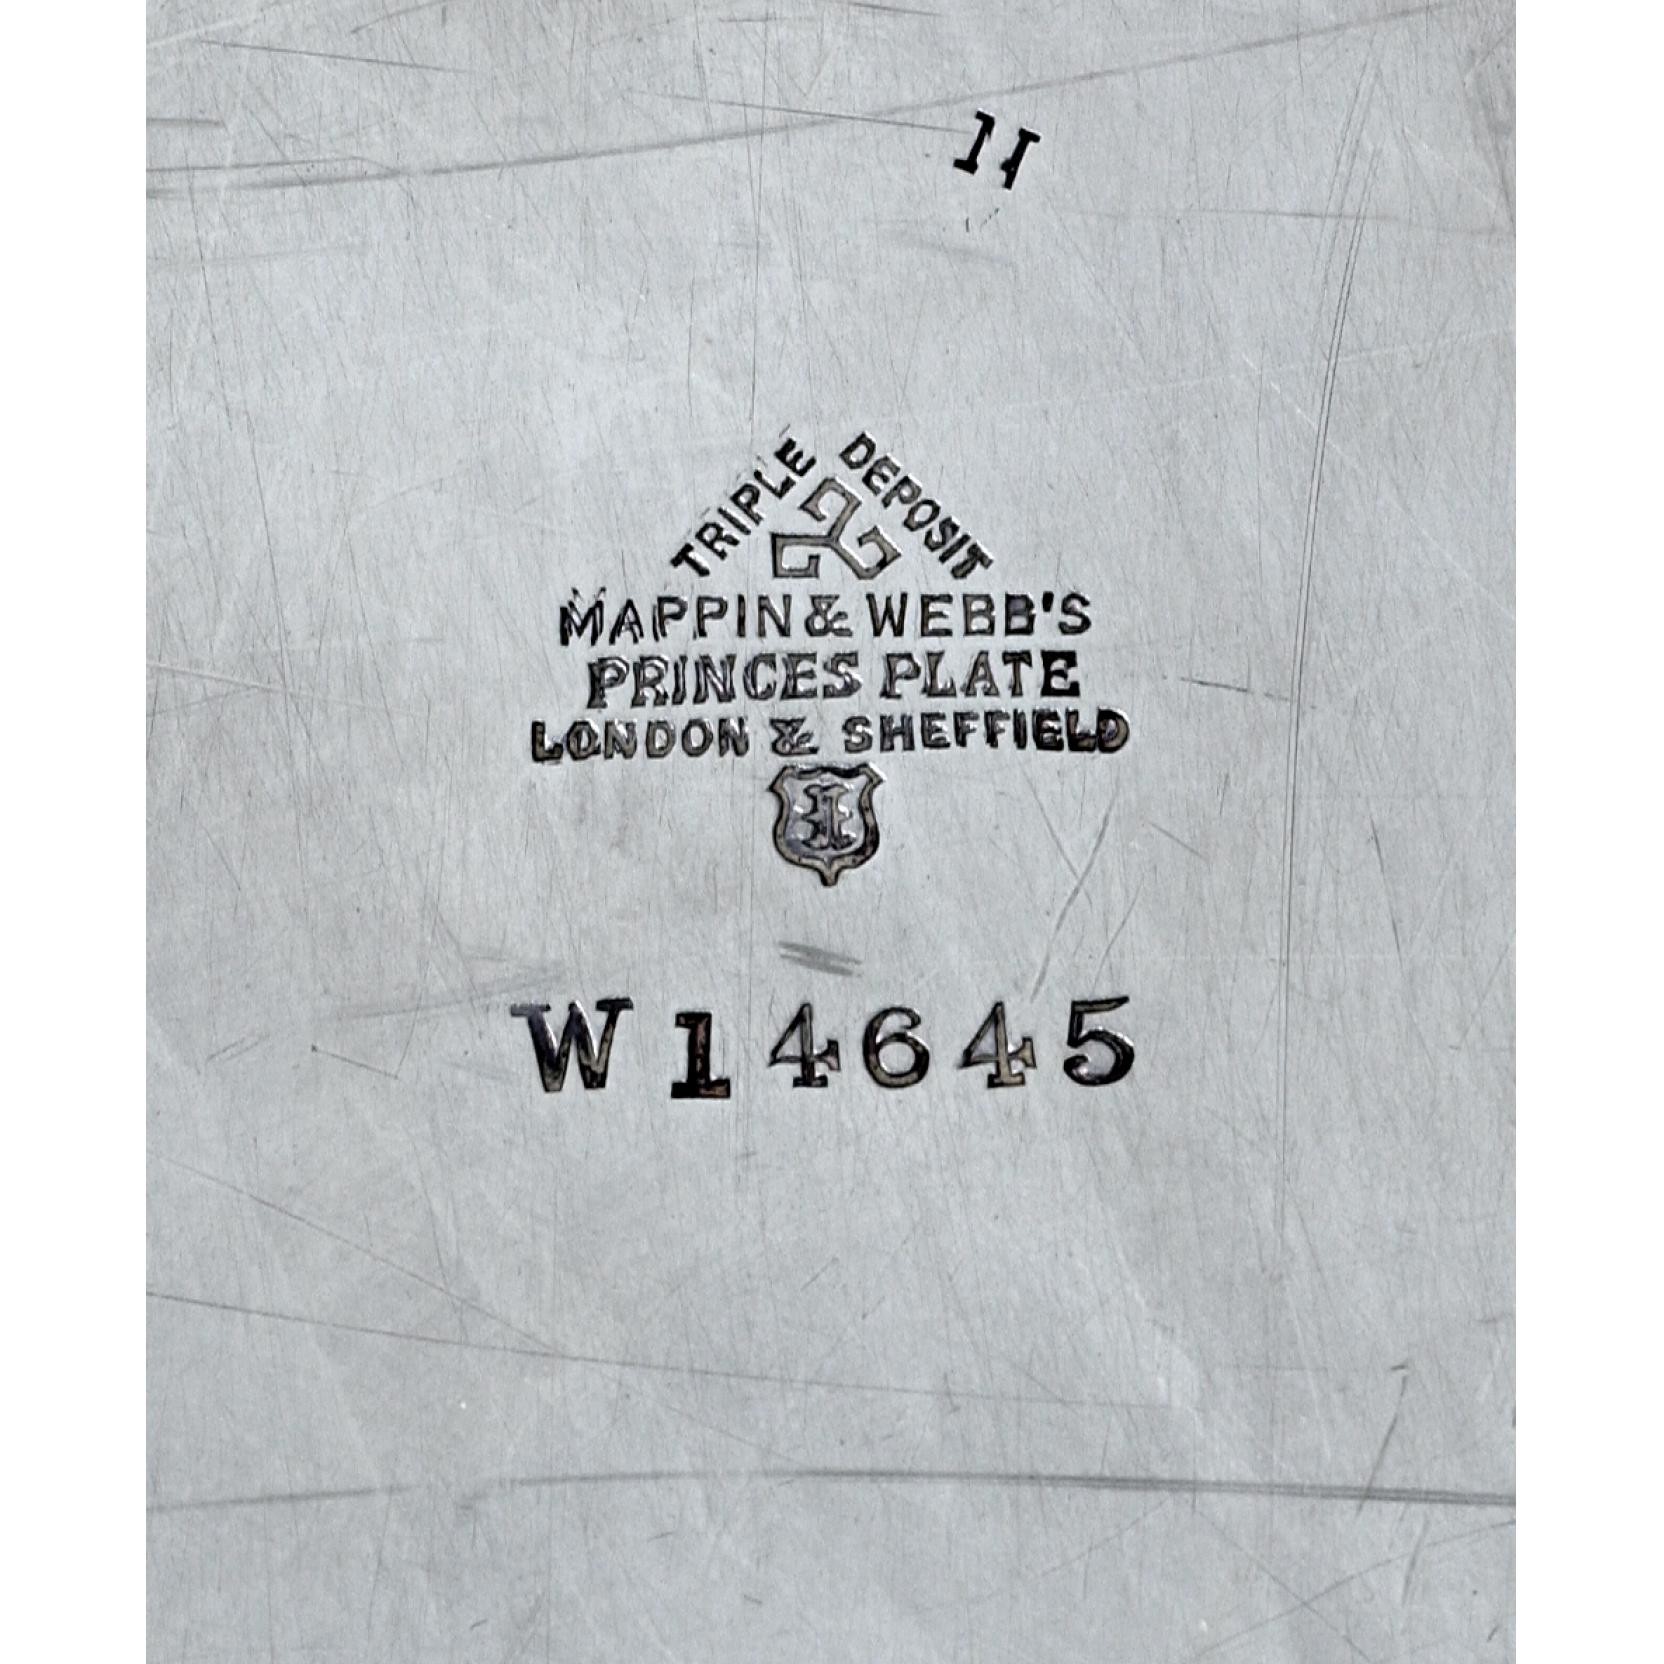 11
TRIPLE DEPOSIT
MAPPIN & WEBB'S
PRINCES PLATE
LONDON & SHEFFIELD
W14645